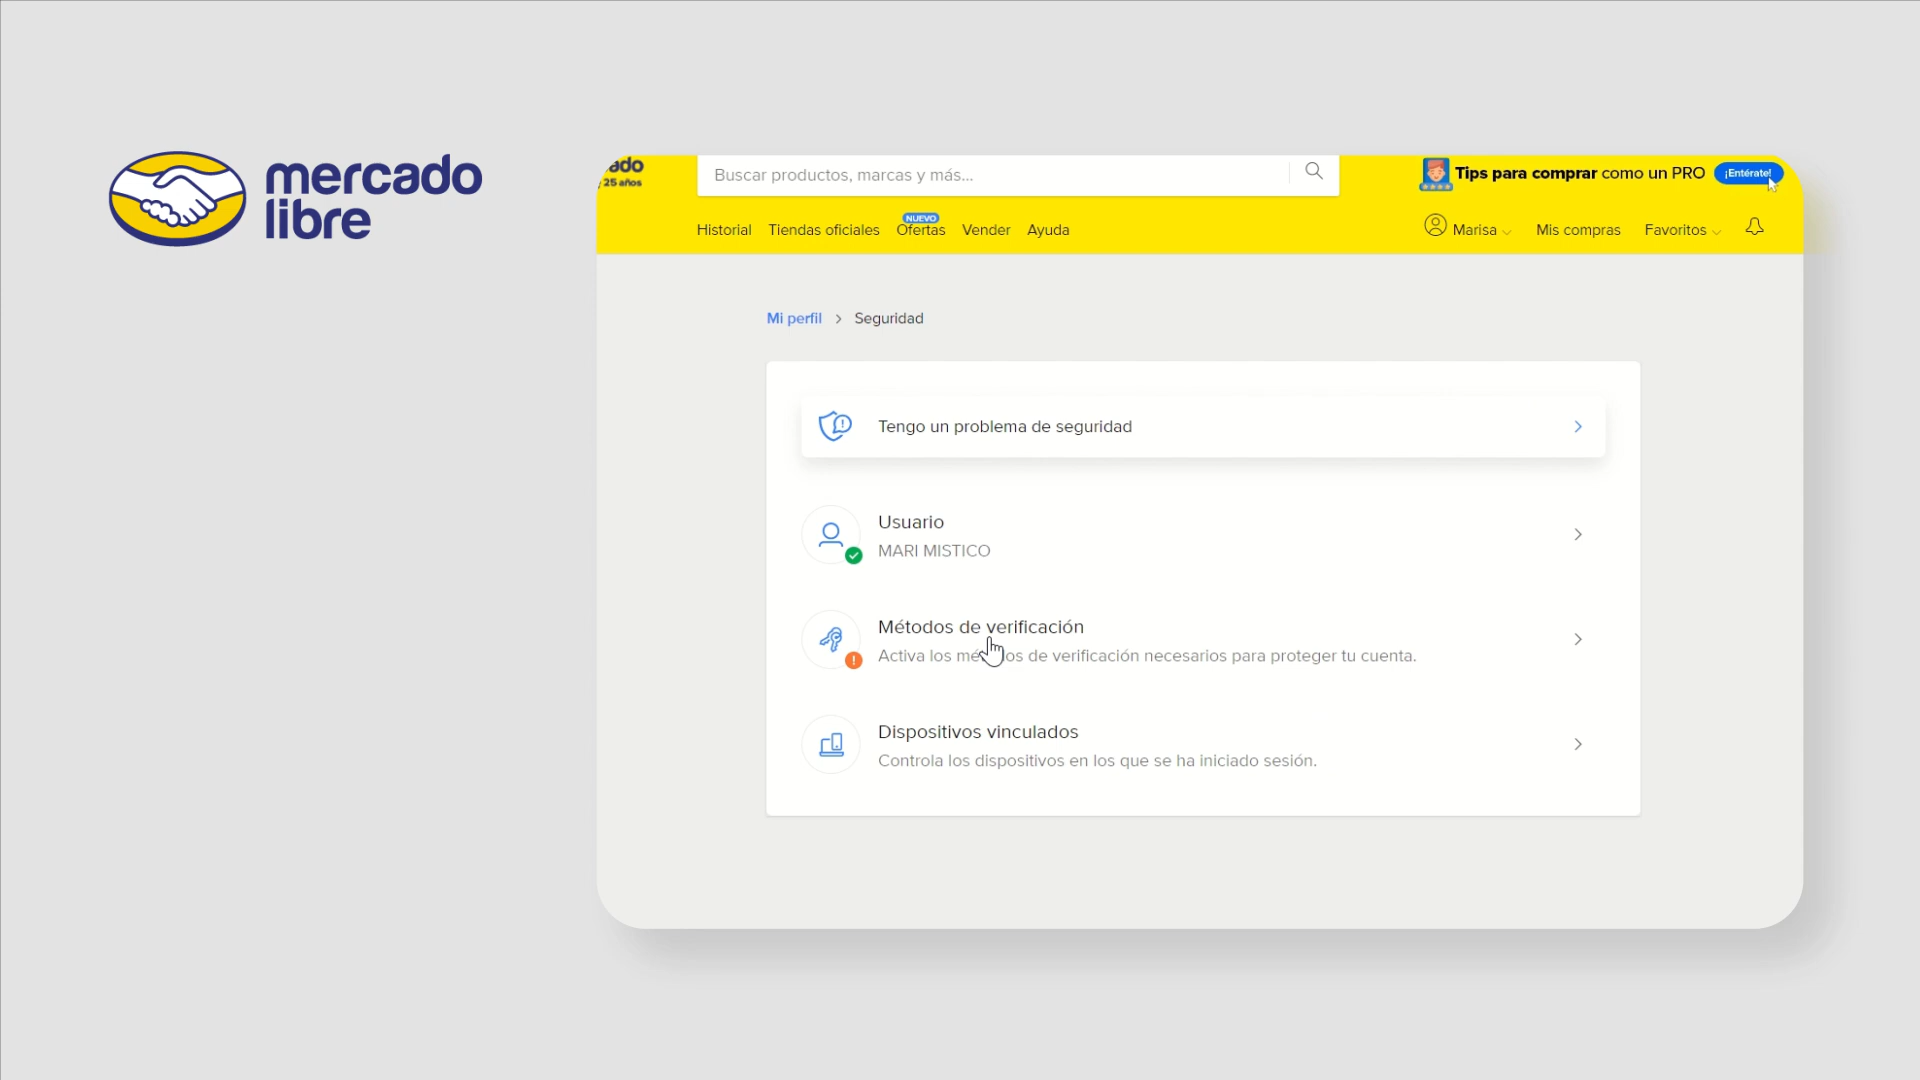 mercado
libre
ado
25 años
Buscar productos, marcas y más...
Tips para comprar como un PRO
¡Entérate!
Historial
Tiendas oficiales
NUEVO
Ofertas
Vender
Ayuda
Marisa
Mis compras
Favoritos
Mi perfil > Seguridad
Tengo un problema de seguridad
Usuario
MARI MISTICO
Métodos de verificación
Activa los mé os de verificación necesarios para proteger tu cuenta.
Dispositivos vinculados
Controla los dispositivos en los que se ha iniciado sesión.